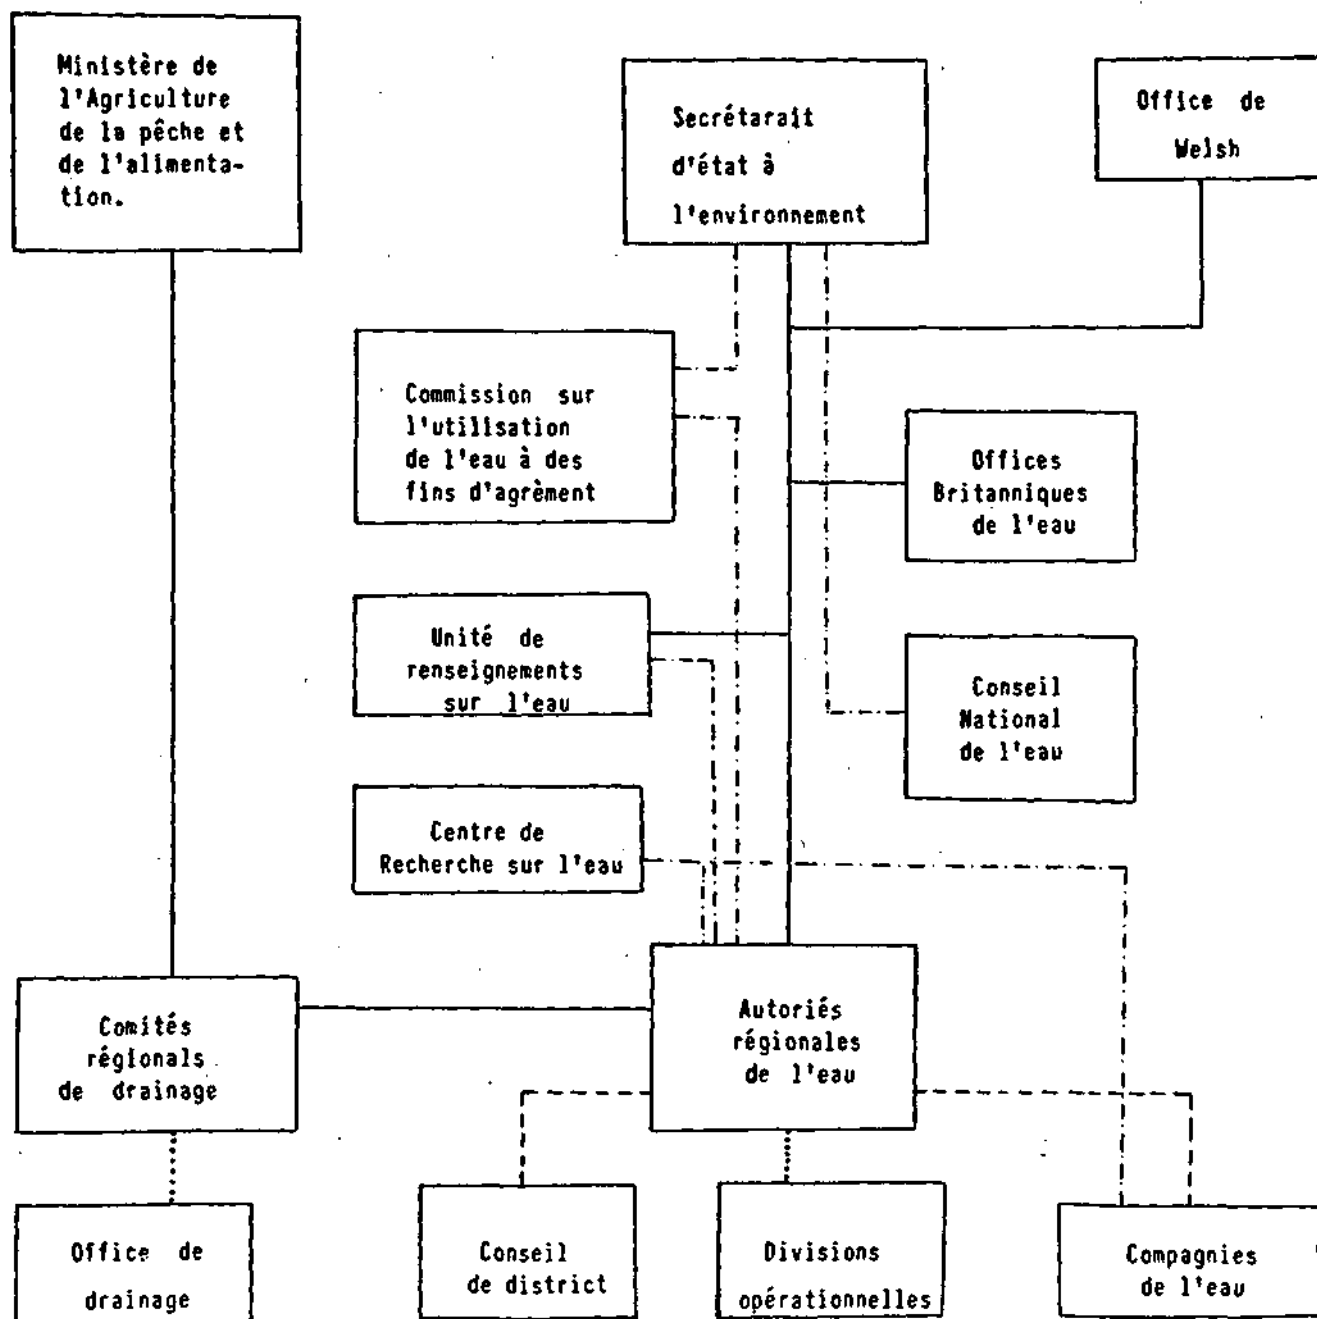 Ministère de
l'Agriculture
de la pêche et
de l'alimenta-
tion.
Secrétarait
d'état à
l'environnement
Office de
Welsh
Commission sur
l'utilisation
de l'eau à des
fins d'agrèment
Offices
Britanniques
de l'eau
Unité de
renseignements
sur l'eau
Conseil
National
de l'eau
Centre de
Recherche sur l'eau
Comités
régionals
de drainage
Autoriés
régionales
de l'eau
Office de
drainage
Conseil
de district
Divisions
opérationnelles
Compagnies
de l'eau